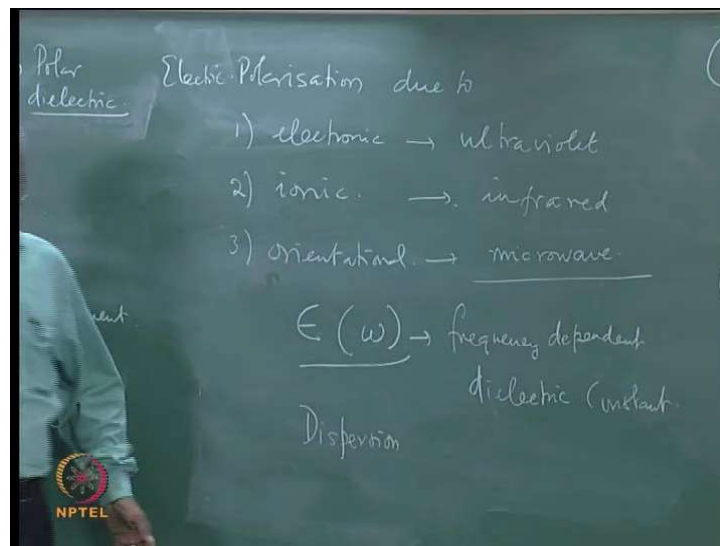 Polar
dielectric.
Electric Polarisation due to
1) electronic → ultraviolet
2) ionic. →. infrared
3) orientational. → microwave.
ε (ω) → frequency dependent
dielectric Constant.
Dispersion
NPTEL